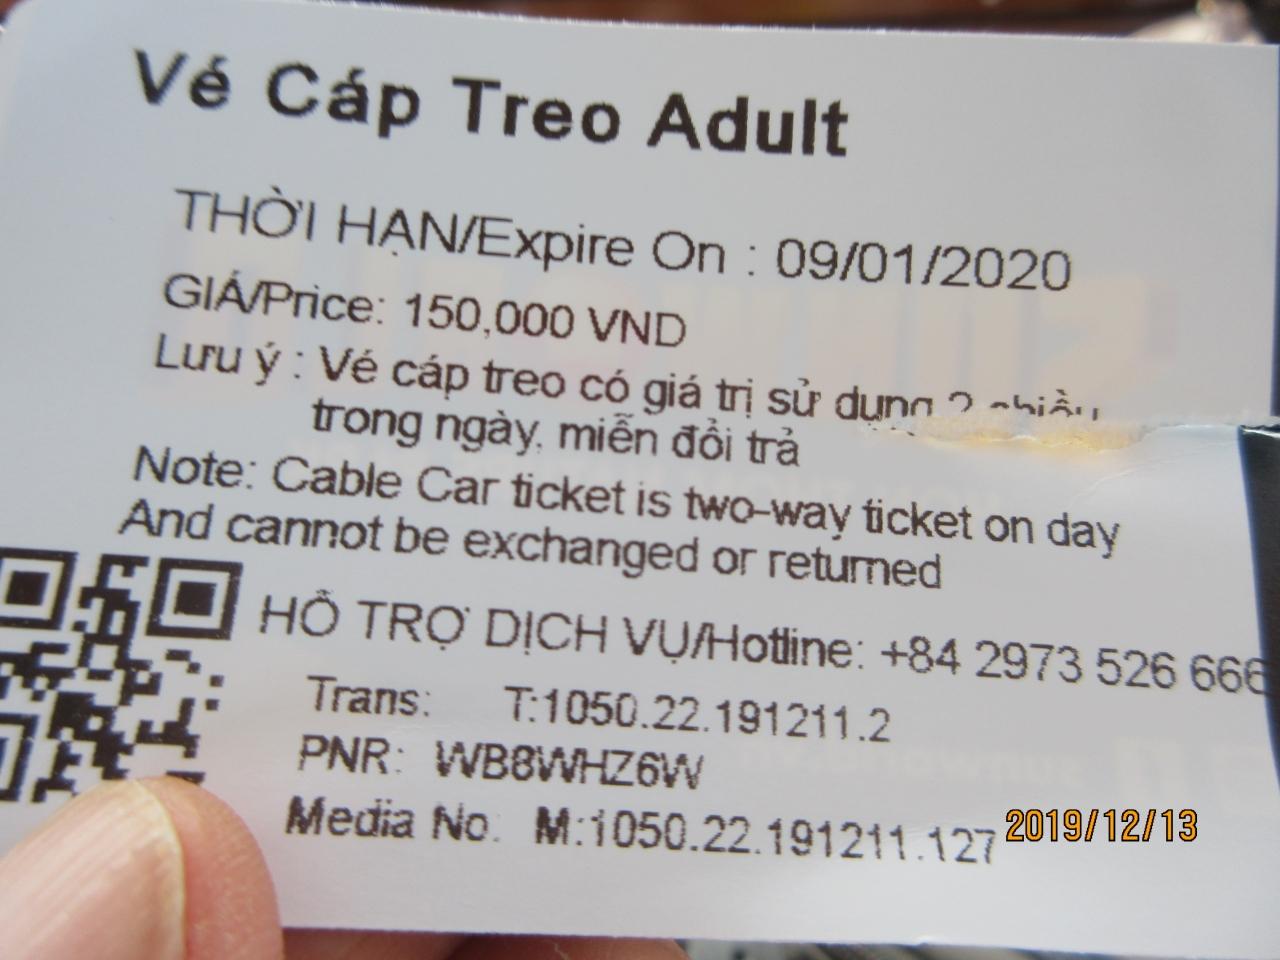 Vé Cáp Treo Adult
THỜI HẠN/Expire On : 09/01/2020
GIÁ/Price: 150,000 VND
Lưu ý : Vé cáp treo có giá trị sử dụng 2 chiều
trong ngày, miễn đổi trả
Note: Cable Car ticket is two-way ticket on day
And cannot be exchanged or returned
HỖ TRỢ DỊCH VỤ/Hotline: +84 2973 526 666
Trans: T:1050.22.191211.2
PNR: WB8WHZ6W
Media No: M:1050.22.191211.127
2019/12/13